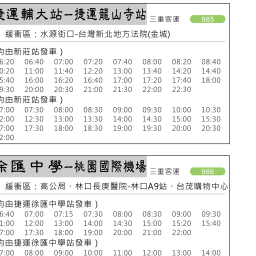 捷運輔大站--捷運龍山寺站 三重客運 985
緩衝區：水源街口-台灣新北地方法院(金城)
均由新莊站發車）
6:20 06:40 07:00 07:20 07:40 08:00 08:20 08:40
0:20 11:00 11:40 12:20 13:00 13:40 14:20 14:40
5:40 16:00 16:20 16:40 17:00 17:20 17:40 18:00
9:30 20:00 20:30 21:00 21:30 22:00 22:30
均由新莊站發車）
7:00 07:30 08:00 08:30 09:00 09:30 10:00 10:30
2:00 12:30 13:00 13:30 14:00 14:30 15:00 15:30
7:00 17:30 18:00 18:30 19:00 19:30 20:00 20:30
2:00
徐匯中學--桃園國際機場 三重客運 986
緩衝區：高公局、林口長庚醫院-林口A9站、台茂購物中心
均由捷運徐匯中學站發車）
6:40 07:00 07:15 07:30 08:00 08:30 09:00 09:30
1:00 12:00 13:00 14:00 14:30 15:00 15:20 15:40
7:00 17:30 18:00 19:00 20:00 21:00 22:00
均由捷運徐匯中學站發車）
7:00 08:00 09:00 10:00 11:00 12:00 13:00 14:00